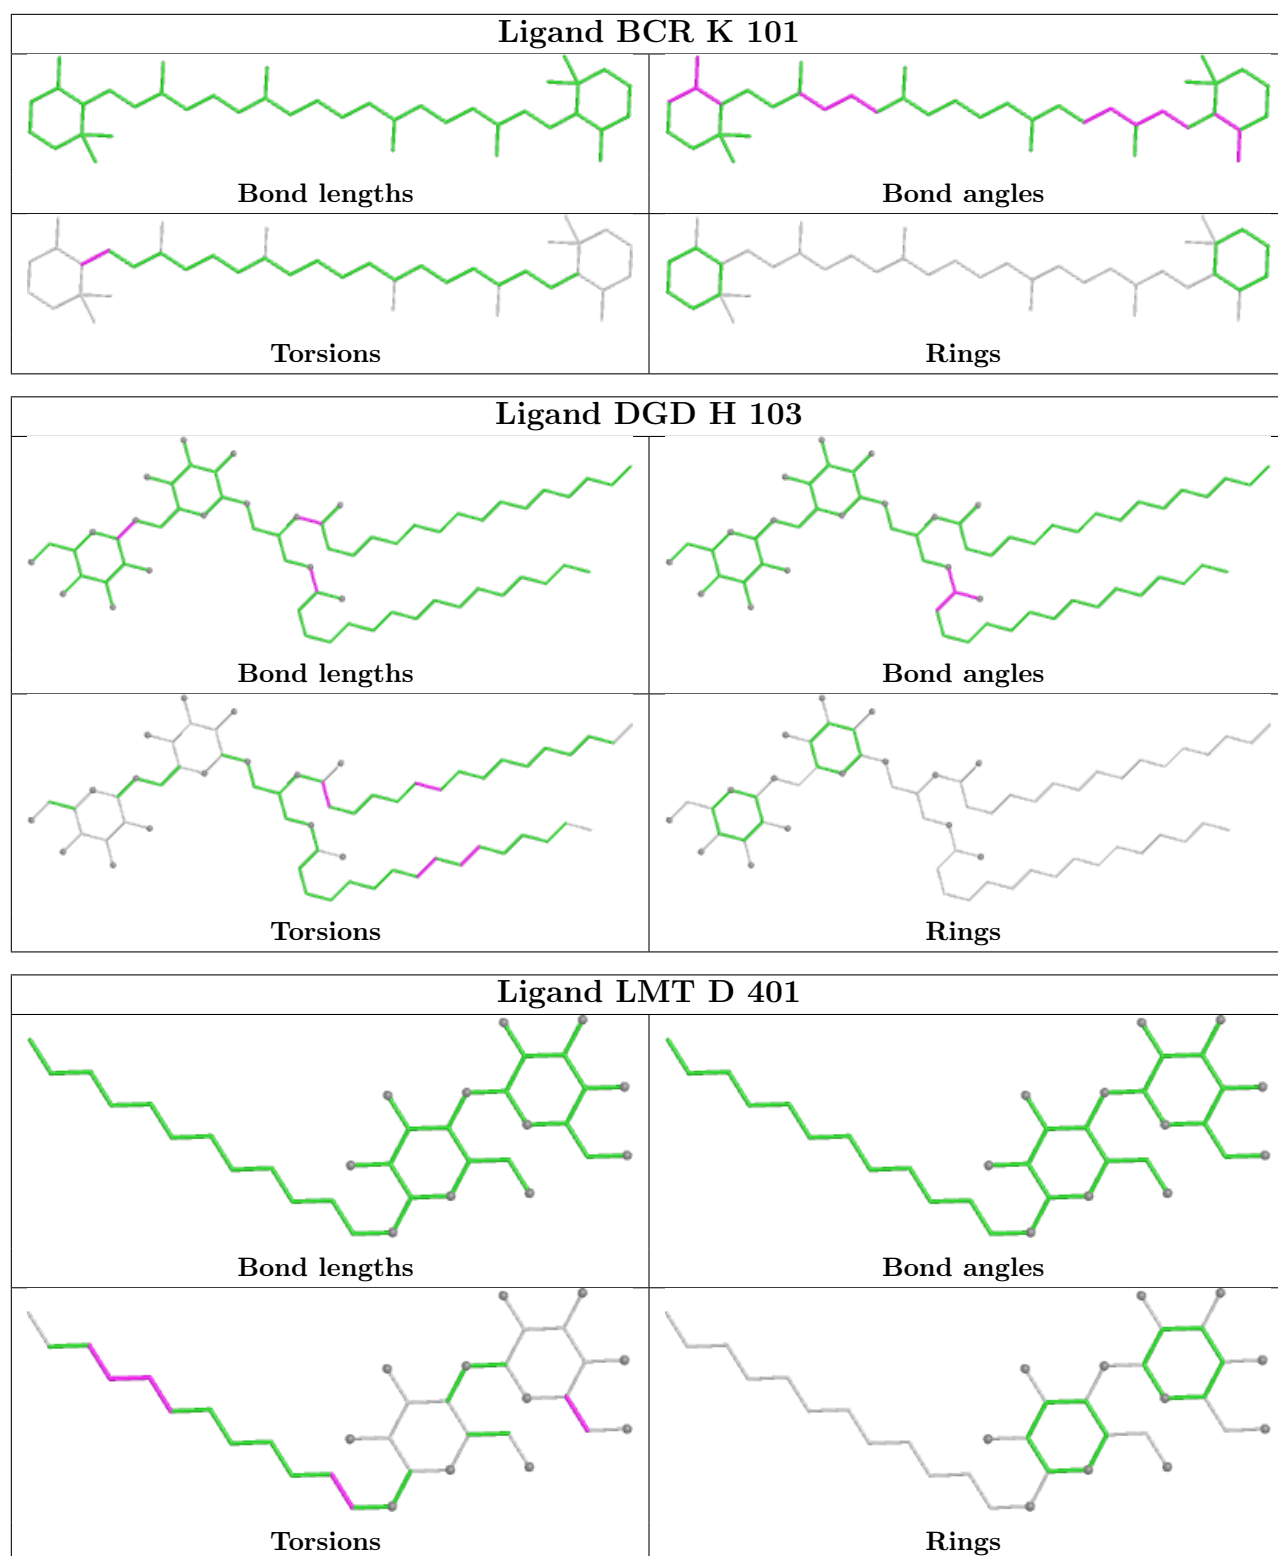 Ligand BCR K 101
Bond lengths
Bond angles
Torsions
Rings
Ligand DGD H 103
Bond lengths
Bond angles
Torsions
Rings
Ligand LMT D 401
Bond lengths
Bond angles
Torsions
Rings